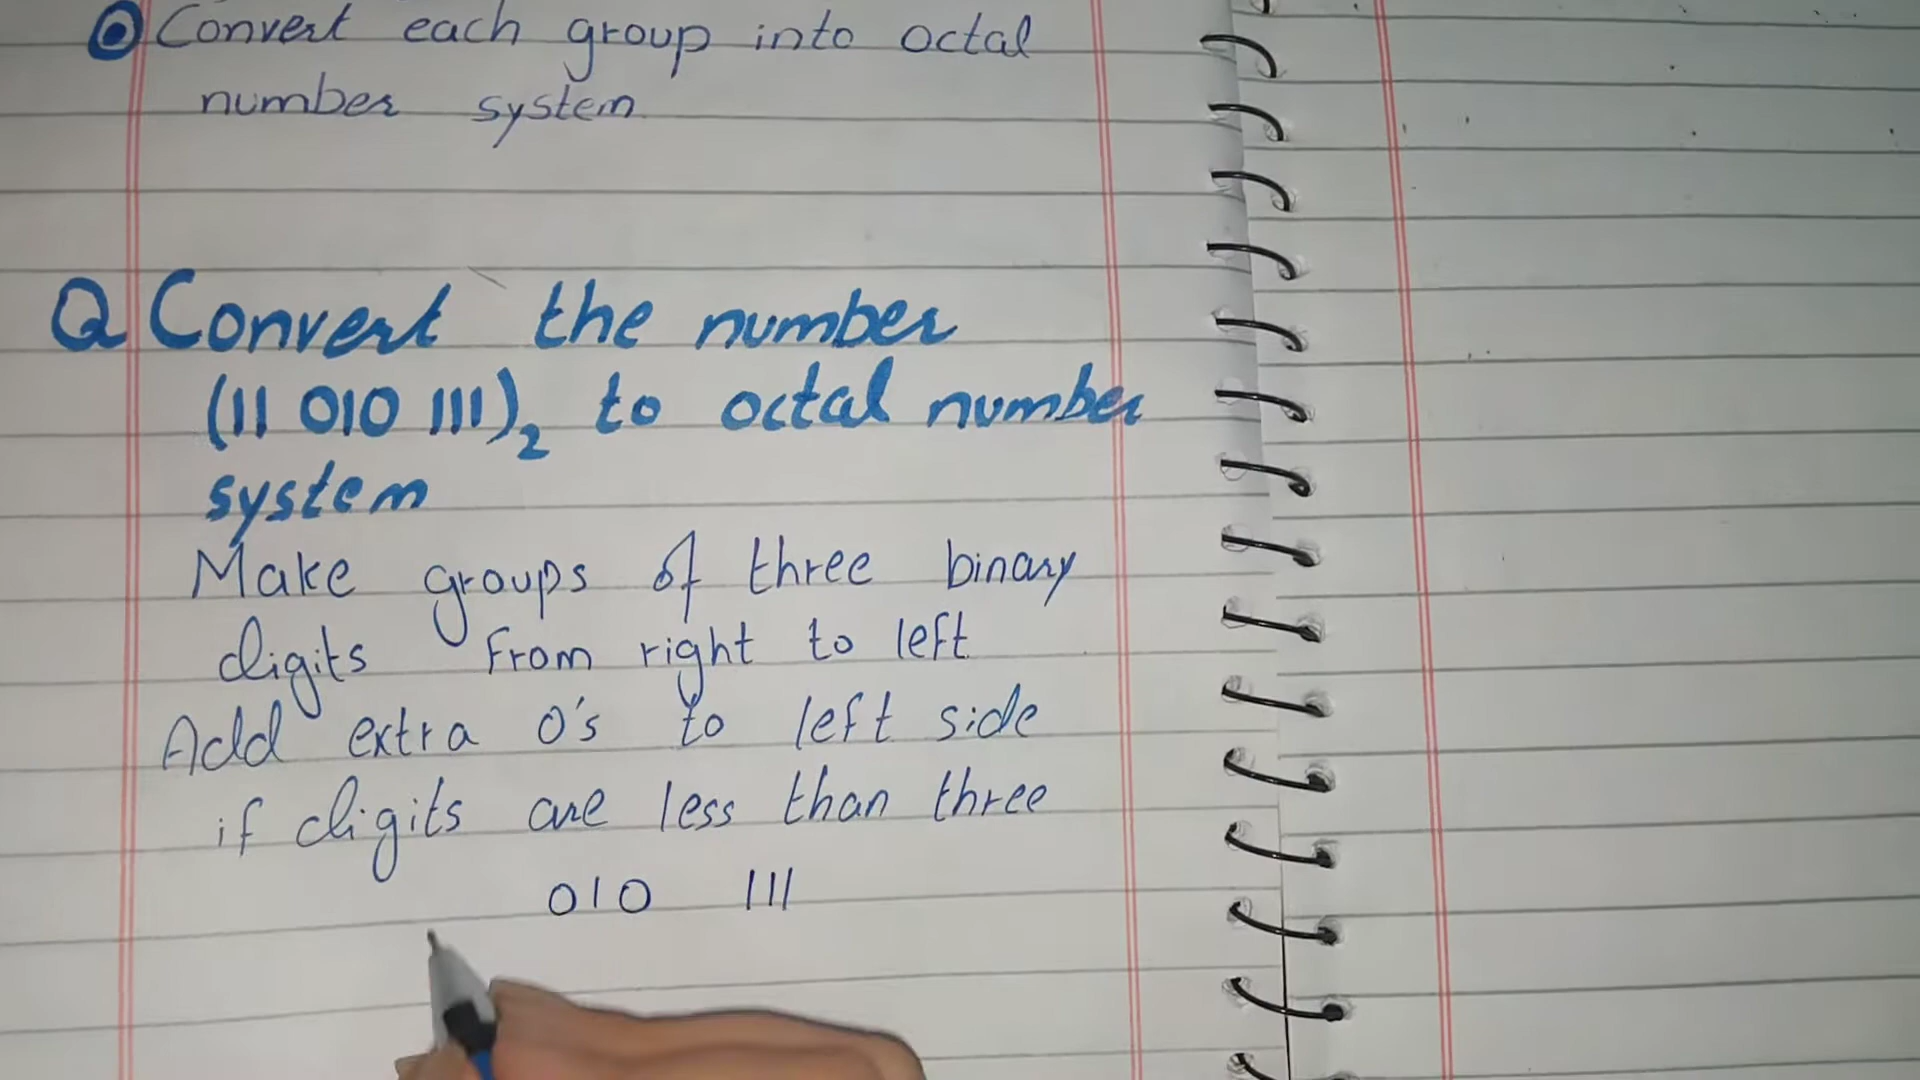 Convert each group into octal
number system
Q Convert the number
(11 010 111)₂ to octal number
system
Make groups of three binary
digits From right to left
Add extra 0's to left side
if digits are less than three
010 111